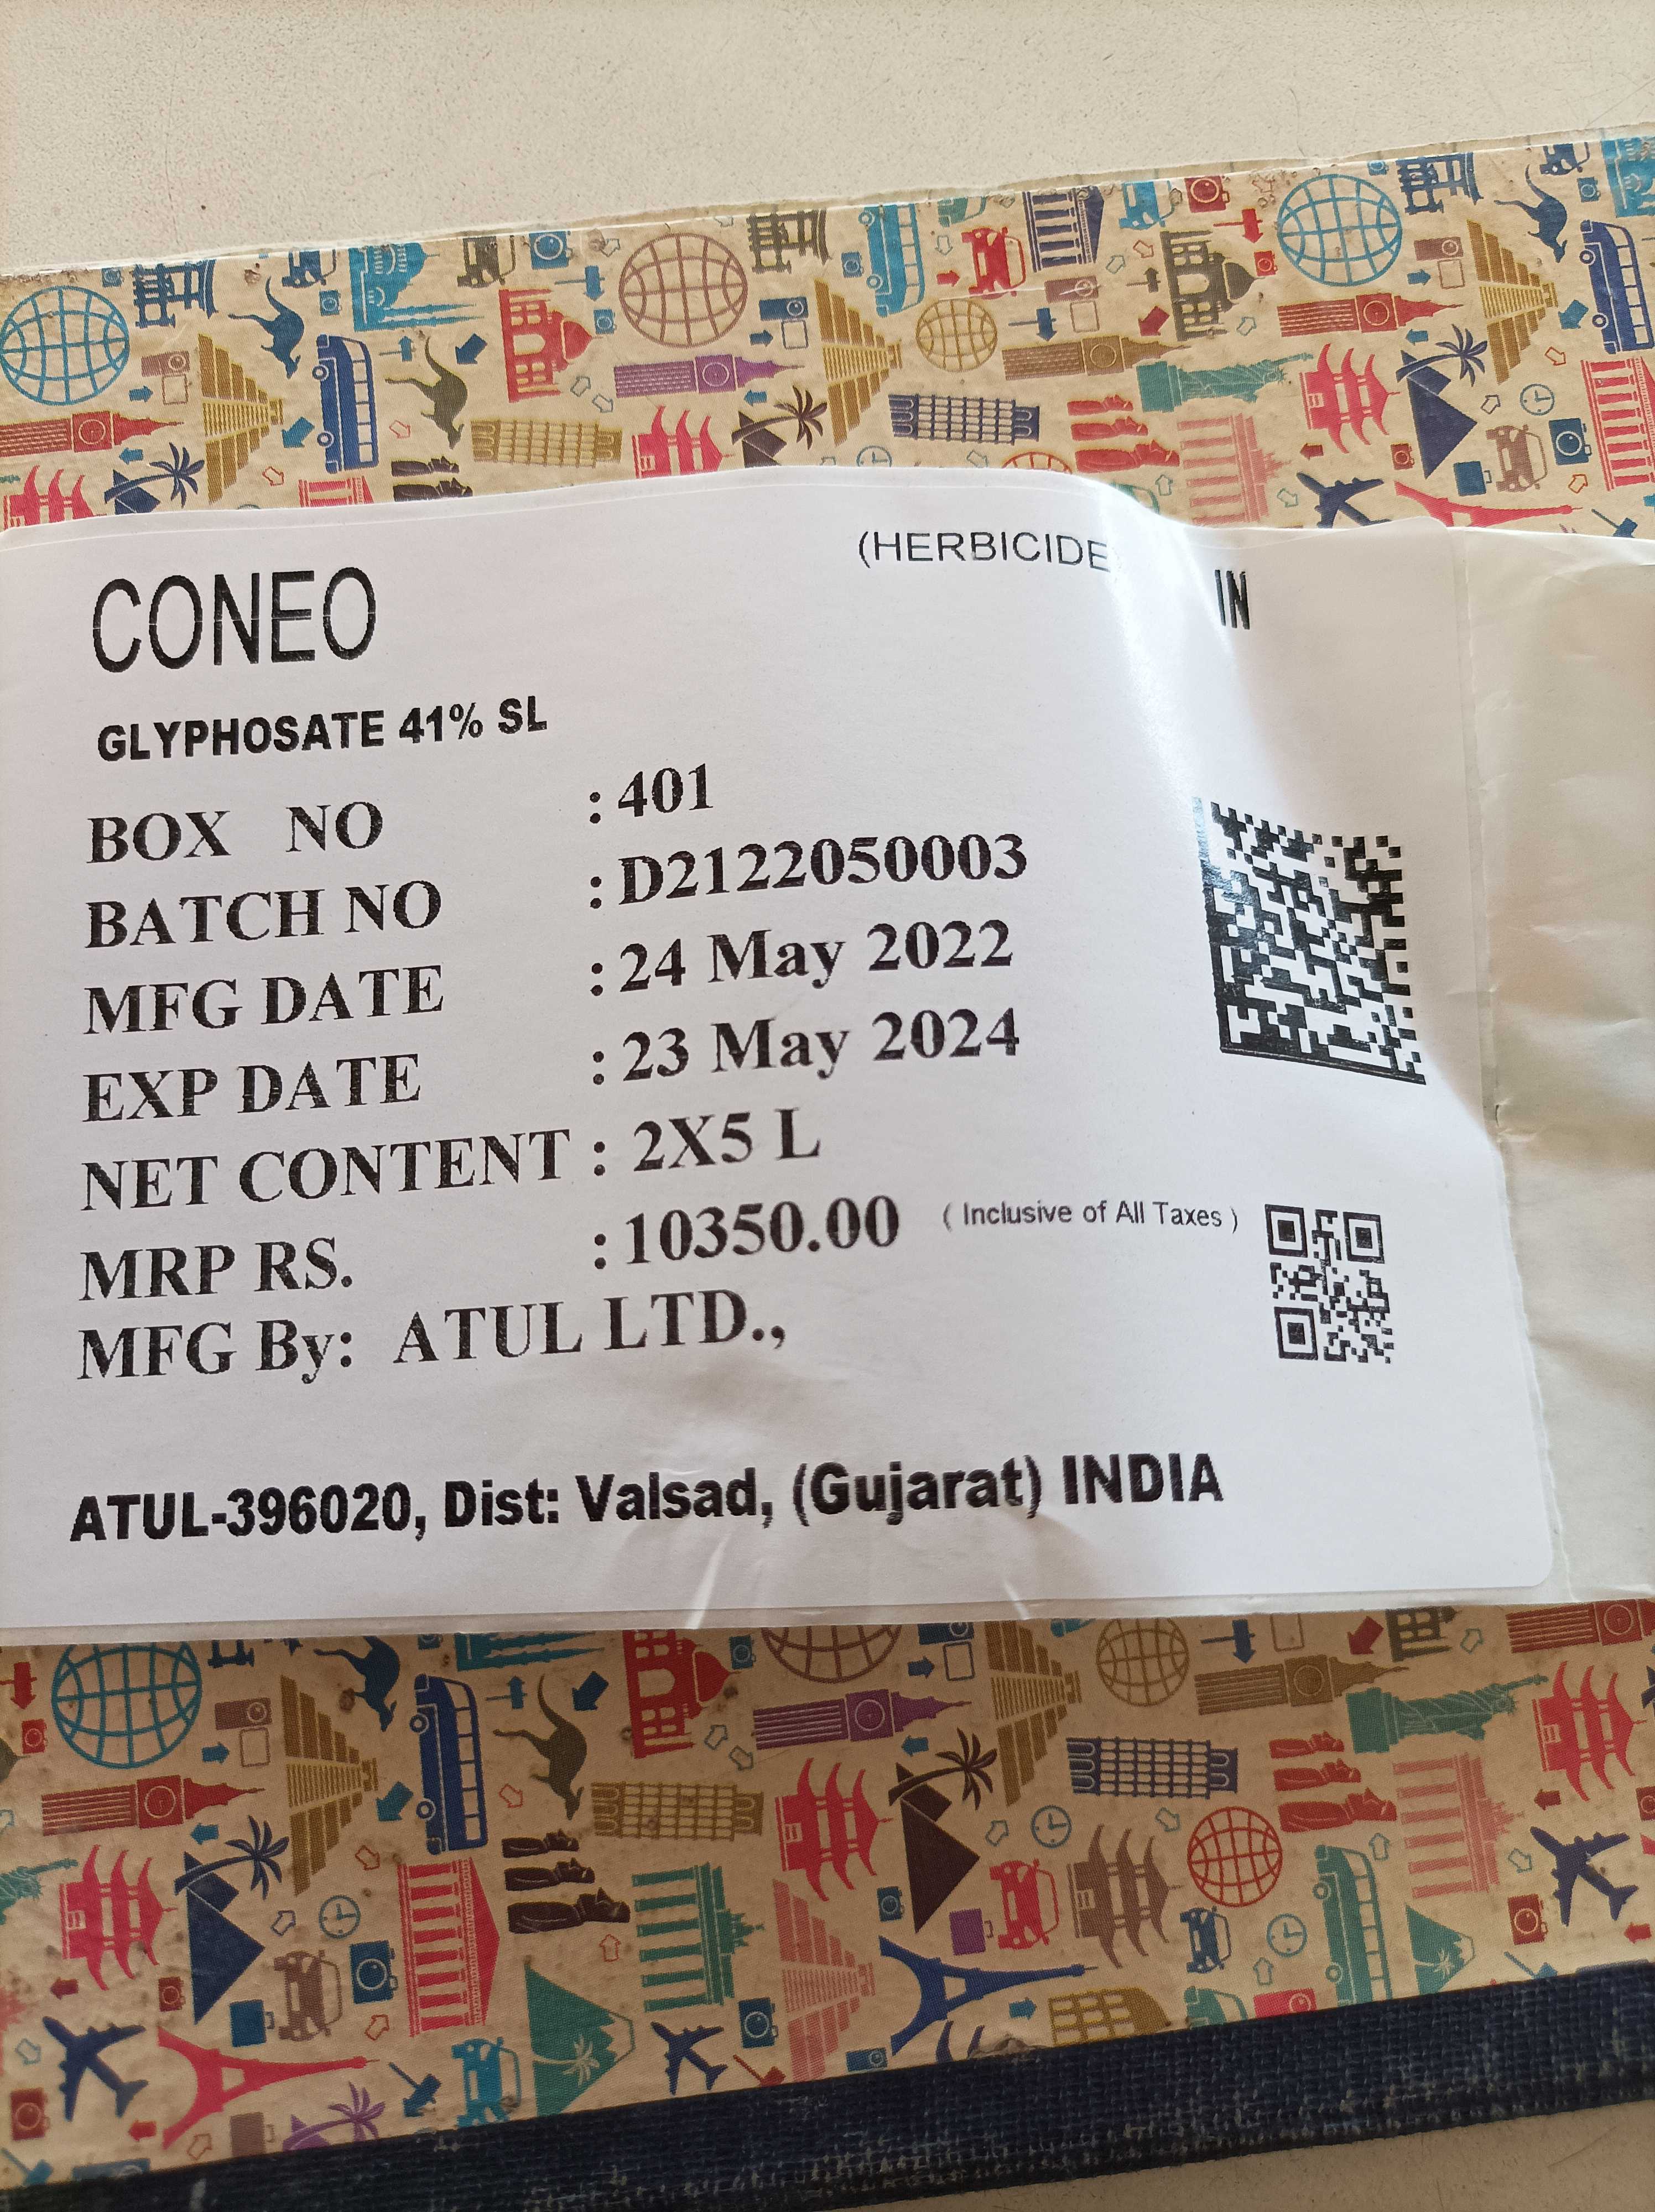 (HERBICIDE
IN
CONEO
GLYPHOSATE 41% SL
BOX NO : 401
BATCH NO : D2122050003
MFG DATE : 24 May 2022
EXP DATE : 23 May 2024
NET CONTENT : 2X5 L
MRP RS. : 10350.00 ( Inclusive of All Taxes )
MFG By: ATUL LTD.,
ATUL-396020, Dist: Valsad, (Gujarat) INDIA